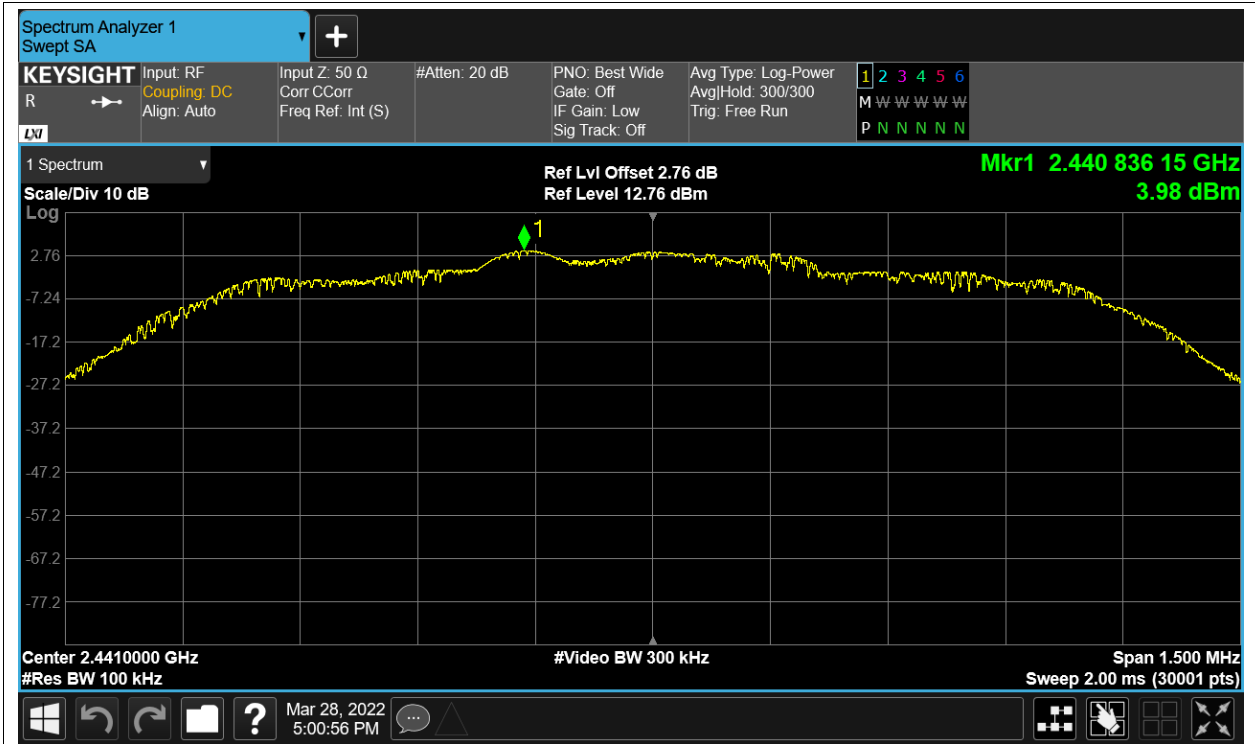 Spectrum Analyzer 1
Swept SA
KEYSIGHT
R
LXI
Input: RF
Coupling: DC
Align: Auto
Input Z: 50 Ω
Corr CCorr
Freq Ref: Int (S)
#Atten: 20 dB
PNO: Best Wide
Gate: Off
IF Gain: Low
Sig Track: Off
Avg Type: Log-Power
Avg|Hold: 300/300
Trig: Free Run
1 2 3 4 5 6
M W W W W W
P N N N N N
1 Spectrum
Scale/Div 10 dB
Log
Ref Lvl Offset 2.76 dB
Ref Level 12.76 dBm
Mkr1 2.440 836 15 GHz
3.98 dBm
1
2.76
-7.24
-17.2
-27.2
-37.2
-47.2
-57.2
-67.2
-77.2
Center 2.4410000 GHz
#Video BW 300 kHz
Span 1.500 MHz
#Res BW 100 kHz
Sweep 2.00 ms (30001 pts)
?
Mar 28, 2022
5:00:56 PM